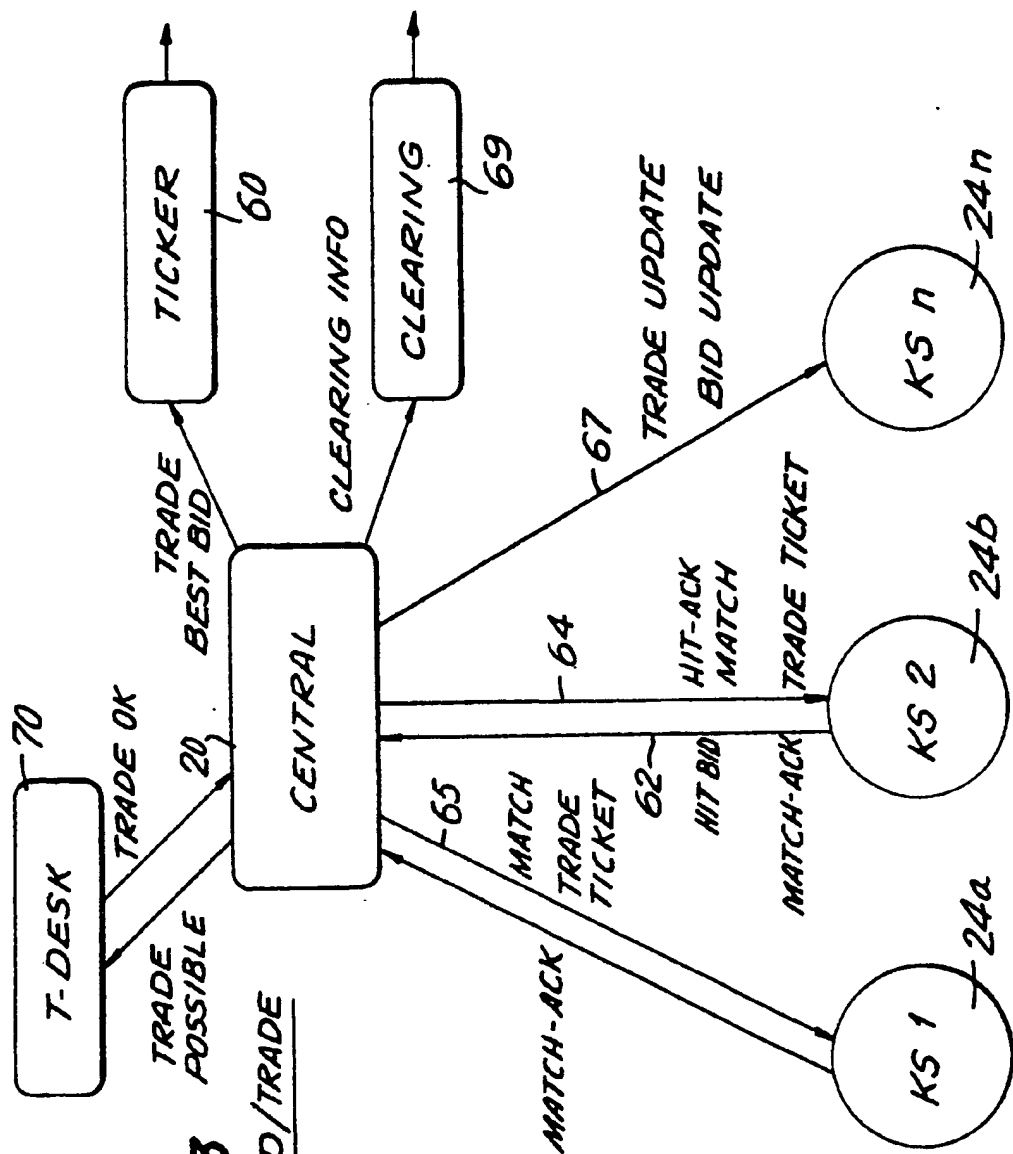 70
T-DESK
TRADE OK
TRADE
POSSIBLE
20
CENTRAL
TRADE
BEST BID
TICKER
60
CLEARING INFO
CLEARING
69
3
D/TRADE
65
MATCH
TRADE
TICKET
MATCH-ACK
62
HIT BID
MATCH-ACK
64
HIT-ACK
MATCH
TRADE TICKET
67
TRADE UPDATE
BID UPDATE
KS 1
24a
KS 2
24b
KS n
24n